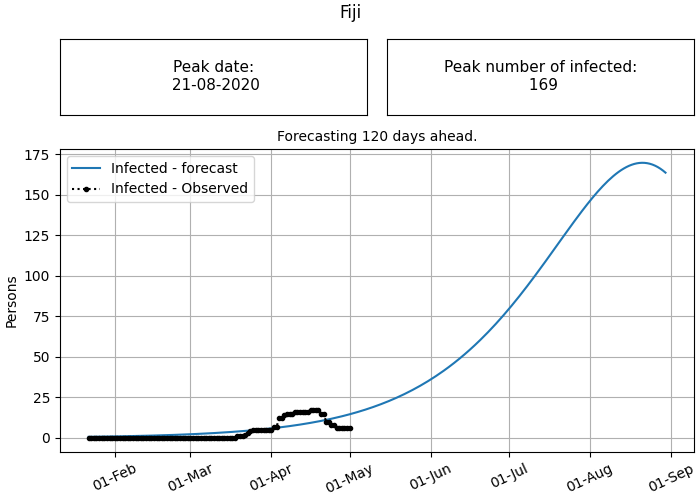 Fiji
Peak date:
21-08-2020
Peak number of infected:
169
Forecasting 120 days ahead.
Infected - forecast
Infected - Observed
Persons
175
150
125
100
75
50
25
0
01-Feb
01-Mar
01-Apr
01-May
01-Jun
01-Jul
01-Aug
01-Sep